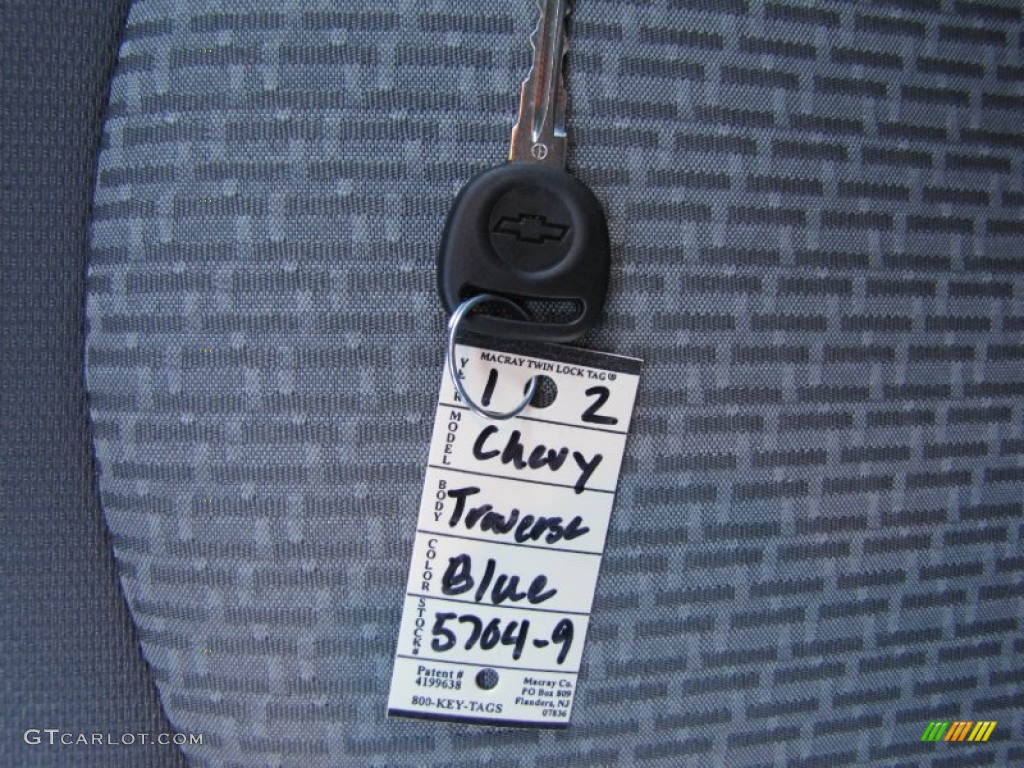 MACRAY TWIN LOCK TAG®
YEAR 1 2
MODEL Chevy
BODY Traverse
COLOR Blue
STOCK# 5704-9
Patent #
4199638
800-KEY-TAGS
Macray Co.
PO Box 809
Flanders, NJ
07836
GTCARLOT.COM